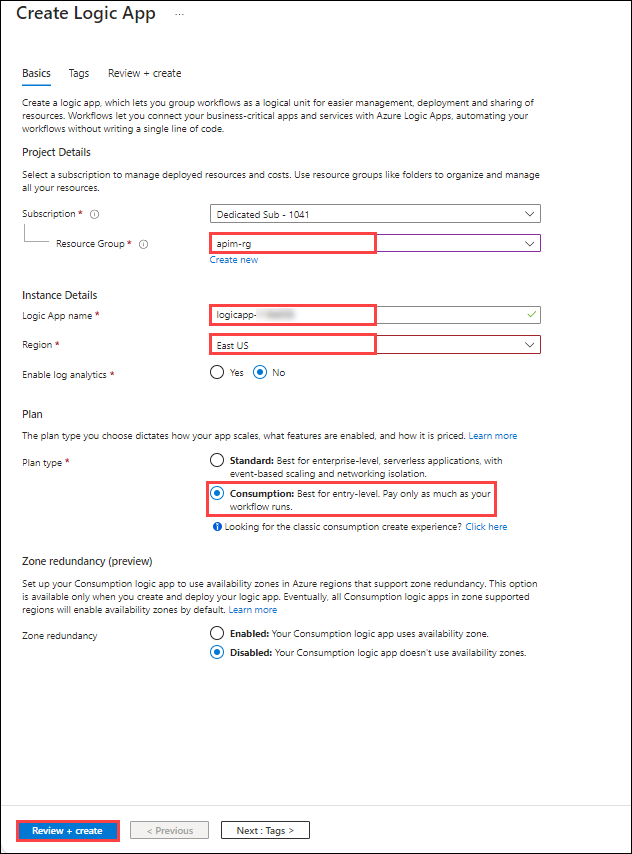 Create Logic App ...
Basics Tags Review + create
Create a logic app, which lets you group workflows as a logical unit for easier management, deployment and sharing of
resources. Workflows let you connect your business-critical apps and services with Azure Logic Apps, automating your
workflows without writing a single line of code.
Project Details
Select a subscription to manage deployed resources and costs. Use resource groups like folders to organize and manage
all your resources.
Subscription * Dedicated Sub - 1041
Resource Group * apim-rg
Create new
Instance Details
Logic App name * logicapp-
Region * East US
Enable log analytics * Yes No
Plan
The plan type you choose dictates how your app scales, what features are enabled, and how it is priced. Learn more
Plan type * Standard: Best for enterprise-level, serverless applications, with
event-based scaling and networking isolation.
Consumption: Best for entry-level. Pay only as much as your
workflow runs.
Looking for the classic consumption create experience? Click here
Zone redundancy (preview)
Set up your Consumption logic app to use availability zones in Azure regions that support zone redundancy. This option
is available only when you create and deploy your logic app. Eventually, all Consumption logic apps in zone supported
regions will enable availability zones by default. Learn more
Zone redundancy Enabled: Your Consumption logic app uses availability zone.
Disabled: Your Consumption logic app doesn't use availability zones.
Review + create < Previous Next : Tags >